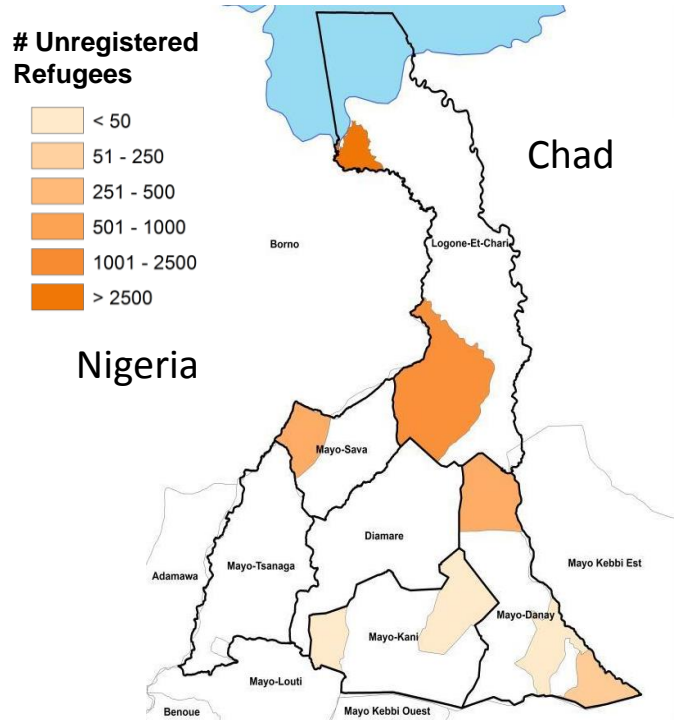 # Unregistered
Refugees
< 50
51 - 250
251 - 500
501 - 1000
1001 - 2500
> 2500
Chad
Borno
Logone-Et-Chari
Nigeria
Mayo-Sava
Diamare
Adamawa
Mayo-Tsanaga
Mayo Kebbi Est
Mayo-Danay
Mayo-Kani
Mayo-Louti
Benoue
Mayo Kebbi Ouest